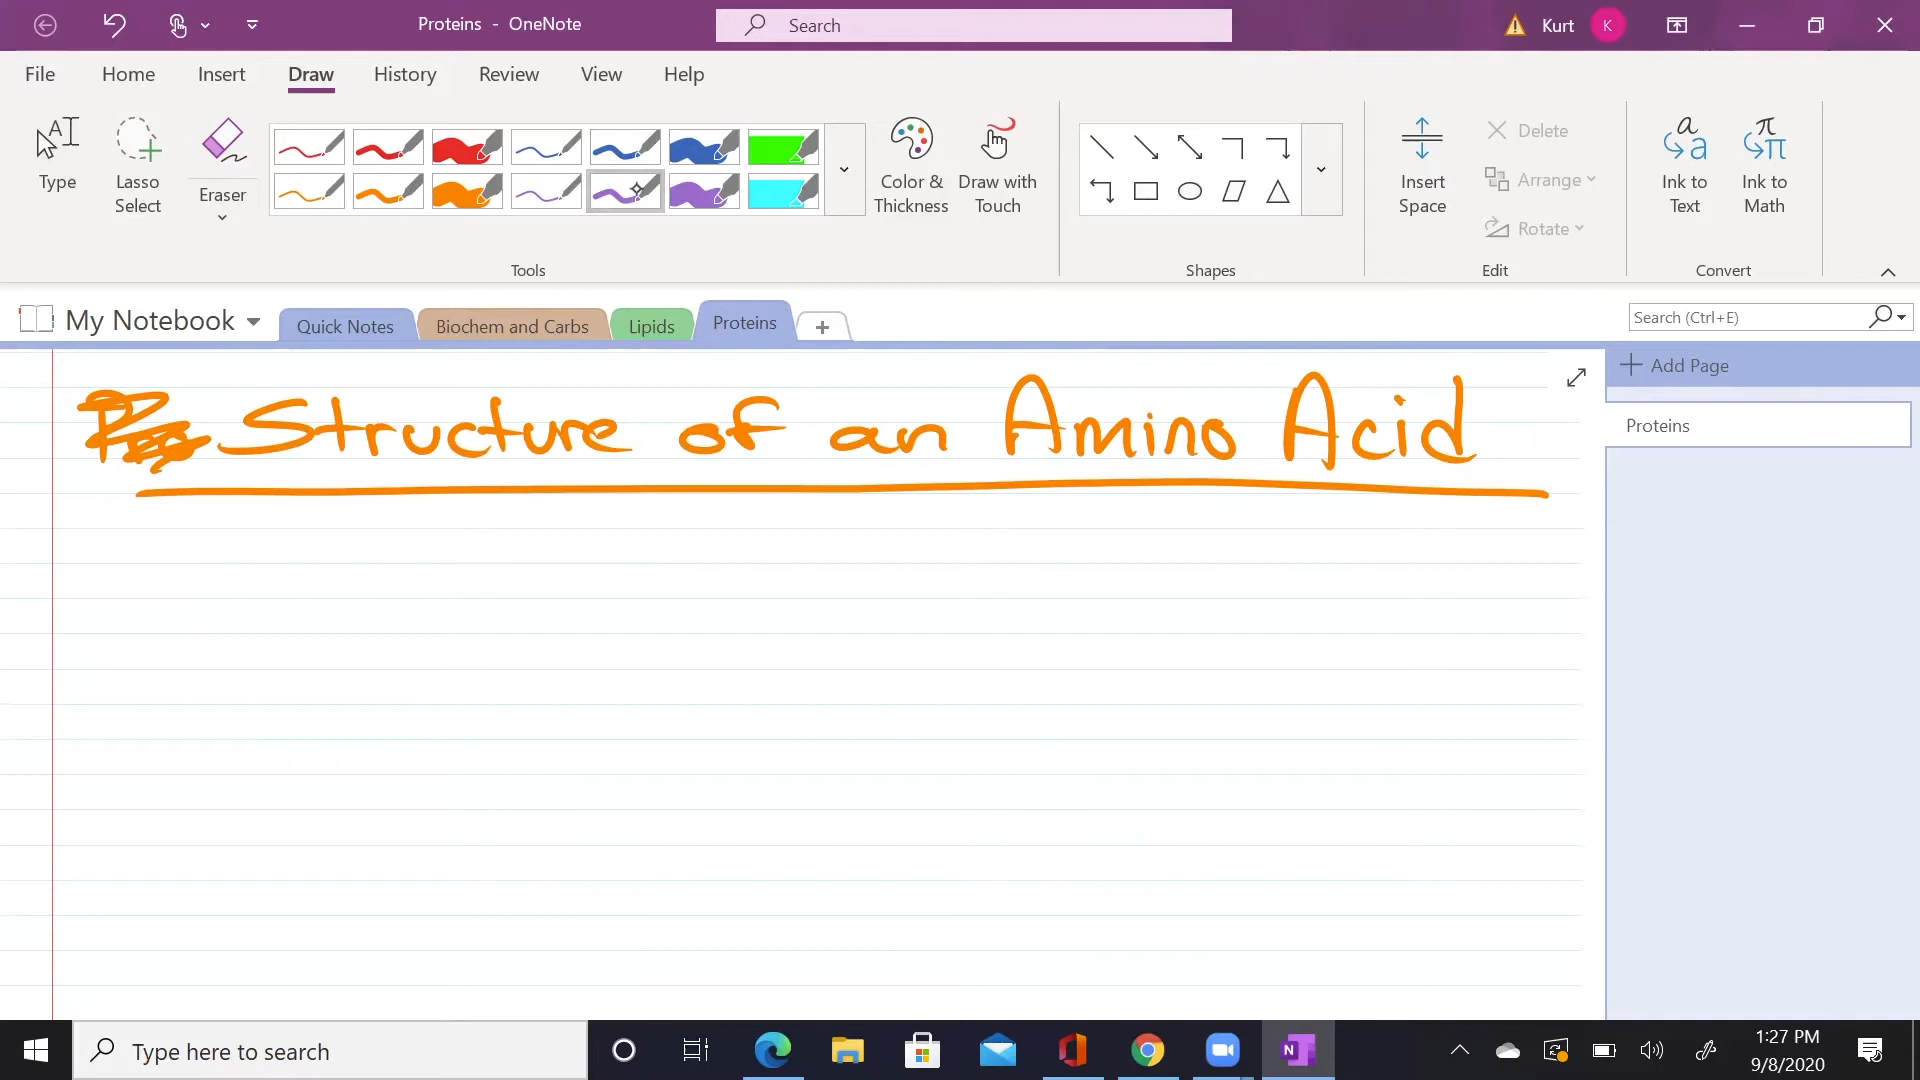 Proteins - OneNote
Search
Kurt
K
File Home Insert Draw History Review View Help
Type
Lasso Select
Eraser
Color & Thickness
Draw with Touch
Insert Space
Delete
Arrange
Rotate
Ink to Text
Ink to Math
Tools
Shapes
Edit
Convert
My Notebook
Quick Notes
Biochem and Carbs
Lipids
Proteins
Search (Ctrl+E)
Add Page
Proteins
Structure of an Amino Acid
Type here to search
1:27 PM
9/8/2020